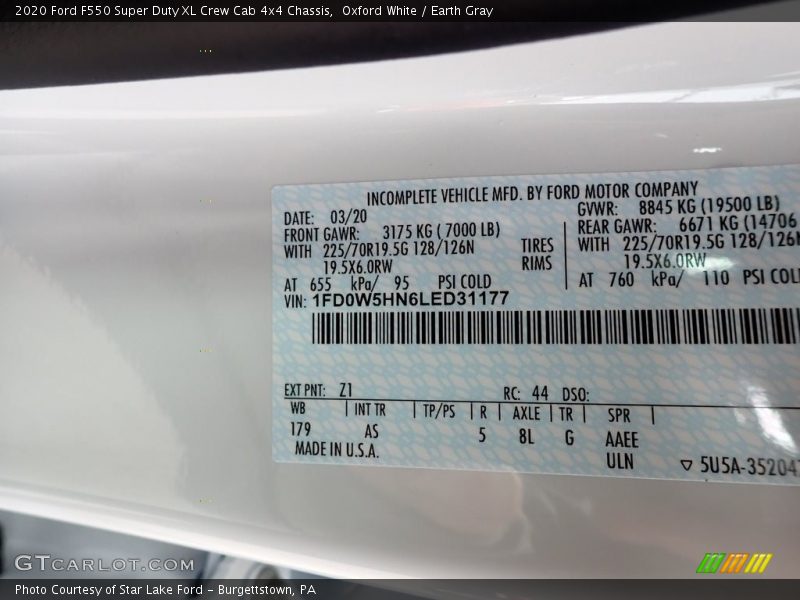 2020 Ford F550 Super Duty XL Crew Cab 4x4 Chassis,  Oxford White / Earth Gray
INCOMPLETE VEHICLE MFD. BY FORD MOTOR COMPANY
DATE: 03/20 GVWR: 8845 KG (19500 LB)
FRONT GAWR: 3175 KG ( 7000 LB) REAR GAWR: 6671 KG (14706
WITH 225/70R19.5G 128/126N TIRES WITH 225/70R19.5G 128/126N
19.5X6.0RW RIMS 19.5X6.0RW
AT 655 kPa/ 95 PSI COLD AT 760 kPa/ 110 PSI COL
VIN: 1FD0W5HN6LED31177
EXT PNT: Z1 RC: 44 DSO:
WB | INT TR | TP/PS | R | AXLE | TR | SPR |
179 AS 5 8L G AAEE
MADE IN U.S.A. ULN ▽ 5U5A-35204
GTCARLOT.COM
Photo Courtesy of Star Lake Ford - Burgettstown, PA